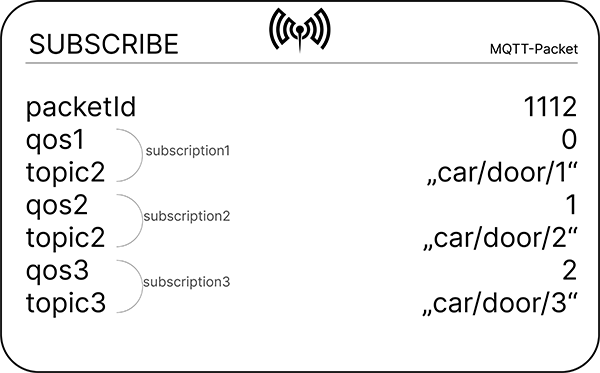 SUBSCRIBE MQTT-Packet
packetId 1112
qos1 0
subscription1
topic2 „car/door/1“
qos2 1
subscription2
topic2 „car/door/2“
qos3 2
subscription3
topic3 „car/door/3“